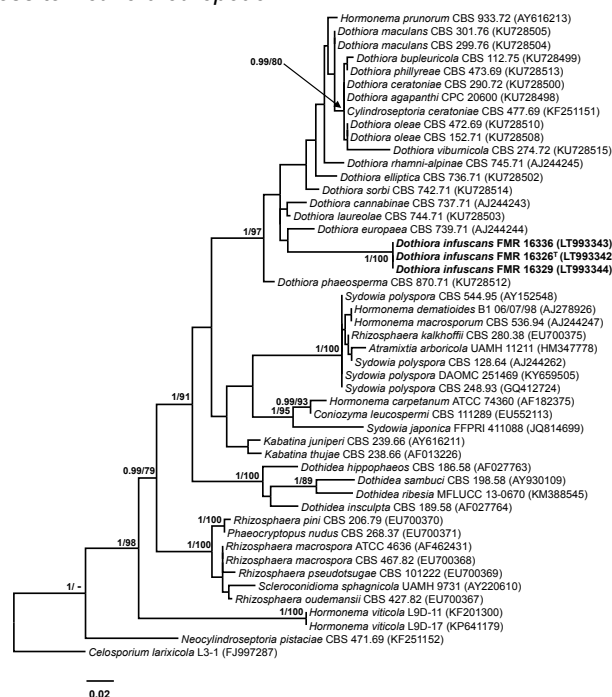 Hormonema prunorum CBS 933.72 (AY616213)
Dothiora maculans CBS 301.76 (KU728505)
Dothiora maculans CBS 299.76 (KU728504)
Dothiora bupleuricola CBS 112.75 (KU728499)
0.99/80
Dothiora phillyreae CBS 473.69 (KU728513)
Dothiora ceratoniae CBS 290.72 (KU728500)
Dothiora agapanthi CPC 20600 (KU728498)
Cylindroseptoria ceratoniae CBS 477.69 (KF251151)
Dothiora oleae CBS 472.69 (KU728510)
Dothiora oleae CBS 152.71 (KU728508)
Dothiora viburnicola CBS 274.72 (KU728515)
Dothiora rhamni-alpinae CBS 745.71 (AJ244245)
Dothiora elliptica CBS 736.71 (KU728502)
Dothiora sorbi CBS 742.71 (KU728514)
Dothiora cannabinae CBS 737.71 (AJ244243)
Dothiora laureolae CBS 744.71 (KU728503)
Dothiora europaea CBS 739.71 (AJ244244)
1/97
Dothiora infuscans FMR 16336 (LT993343)
Dothiora infuscans FMR 16326T (LT993342
1/100
Dothiora infuscans FMR 16329 (LT993344)
Dothiora phaeosperma CBS 870.71 (KU728512)
Sydowia polyspora CBS 544.95 (AY152548)
Hormonema dematioides B1 06/07/98 (AJ278926)
Hormonema macrosporum CBS 536.94 (AJ244247)
Rhizosphaera kalkhoffii CBS 280.38 (EU700375)
1/100
Atramixtia arboricola UAMH 11211 (HM347778)
Sydowia polyspora CBS 128.64 (AJ244262)
Sydowia polyspora DAOMC 251469 (KY659505)
Sydowia polyspora CBS 248.93 (GQ412724)
0.99/93
Hormonema carpetanum ATCC 74360 (AF182375)
1/95
Coniozyma leucospermi CBS 111289 (EU552113)
1/91
Sydowia japonica FFPRI 411088 (JQ814699)
Kabatina juniperi CBS 239.66 (AY616211)
Kabatina thujae CBS 238.66 (AF013226)
0.99/79
Dothidea hippophaeos CBS 186.58 (AF027763)
1/100
1/89
Dothidea sambuci CBS 198.58 (AY930109)
Dothidea ribesia MFLUCC 13-0670 (KM388545)
Dothidea insculpta CBS 189.58 (AF027764)
1/100
Rhizosphaera pini CBS 206.79 (EU700370)
Phaeocryptopus nudus CBS 268.37 (EU700371)
1/98
1/100
Rhizosphaera macrospora ATCC 4636 (AF462431)
Rhizosphaera macrospora CBS 467.82 (EU700368)
Rhizosphaera pseudotsugae CBS 101222 (EU700369)
Scleroconidioma sphagnicola UAMH 9731 (AY220610)
1/ -
Rhizosphaera oudemansii CBS 427.82 (EU700367)
1/100
Hormonema viticola L9D-11 (KF201300)
Hormonema viticola L9D-17 (KP641179)
Neocylindroseptoria pistaciae CBS 471.69 (KF251152)
Celosporium larixicola L3-1 (FJ997287)
0.02